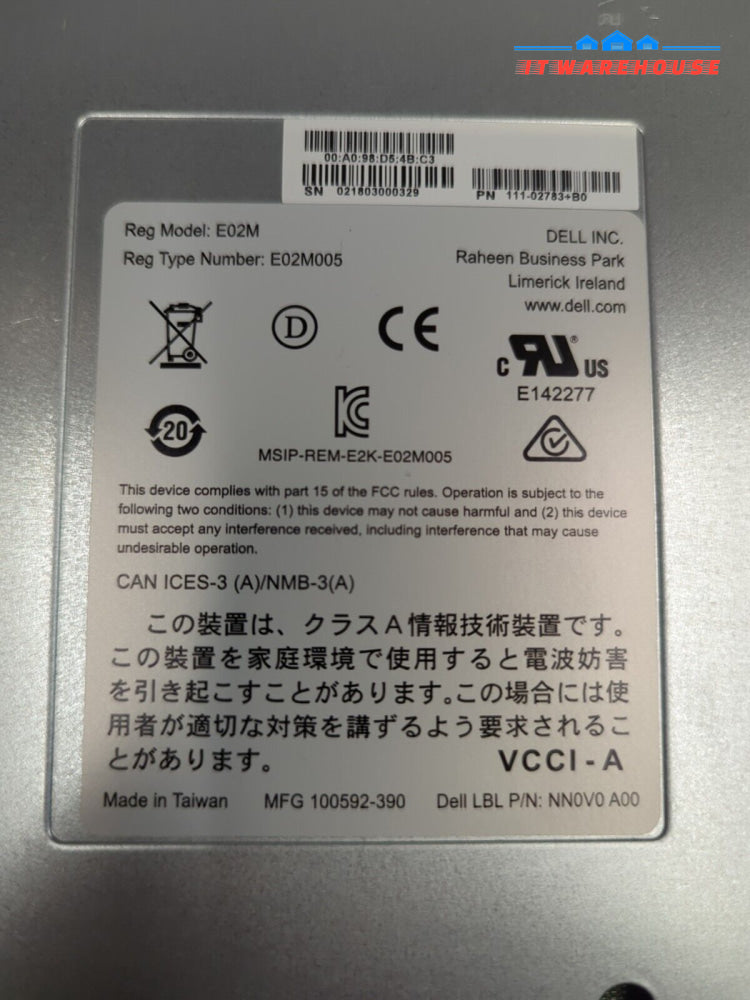 IT WAREHOUSE
00:A0:98:D5:4B:C3
SN 021803000329
PN 111-02783+B0
Reg Model: E02M
Reg Type Number: E02M005
DELL INC.
Raheen Business Park
Limerick Ireland
www.dell.com
D
CE
C RU ® US
E142277
20
MSIP-REM-E2K-E02M005
This device complies with part 15 of the FCC rules. Operation is subject to the
following two conditions: (1) this device may not cause harmful and (2) this device
must accept any interference received, including interference that may cause
undesirable operation.
CAN ICES-3 (A)/NMB-3(A)
この装置は、クラスA情報技術装置です。
この装置を家庭環境で使用すると電波妨害
を引き起こすことがあります。この場合には使
用者が適切な対策を講ずるよう要求されるこ
とがあります。 VCCI-A
Made in Taiwan MFG 100592-390 Dell LBL P/N: NN0V0 A00